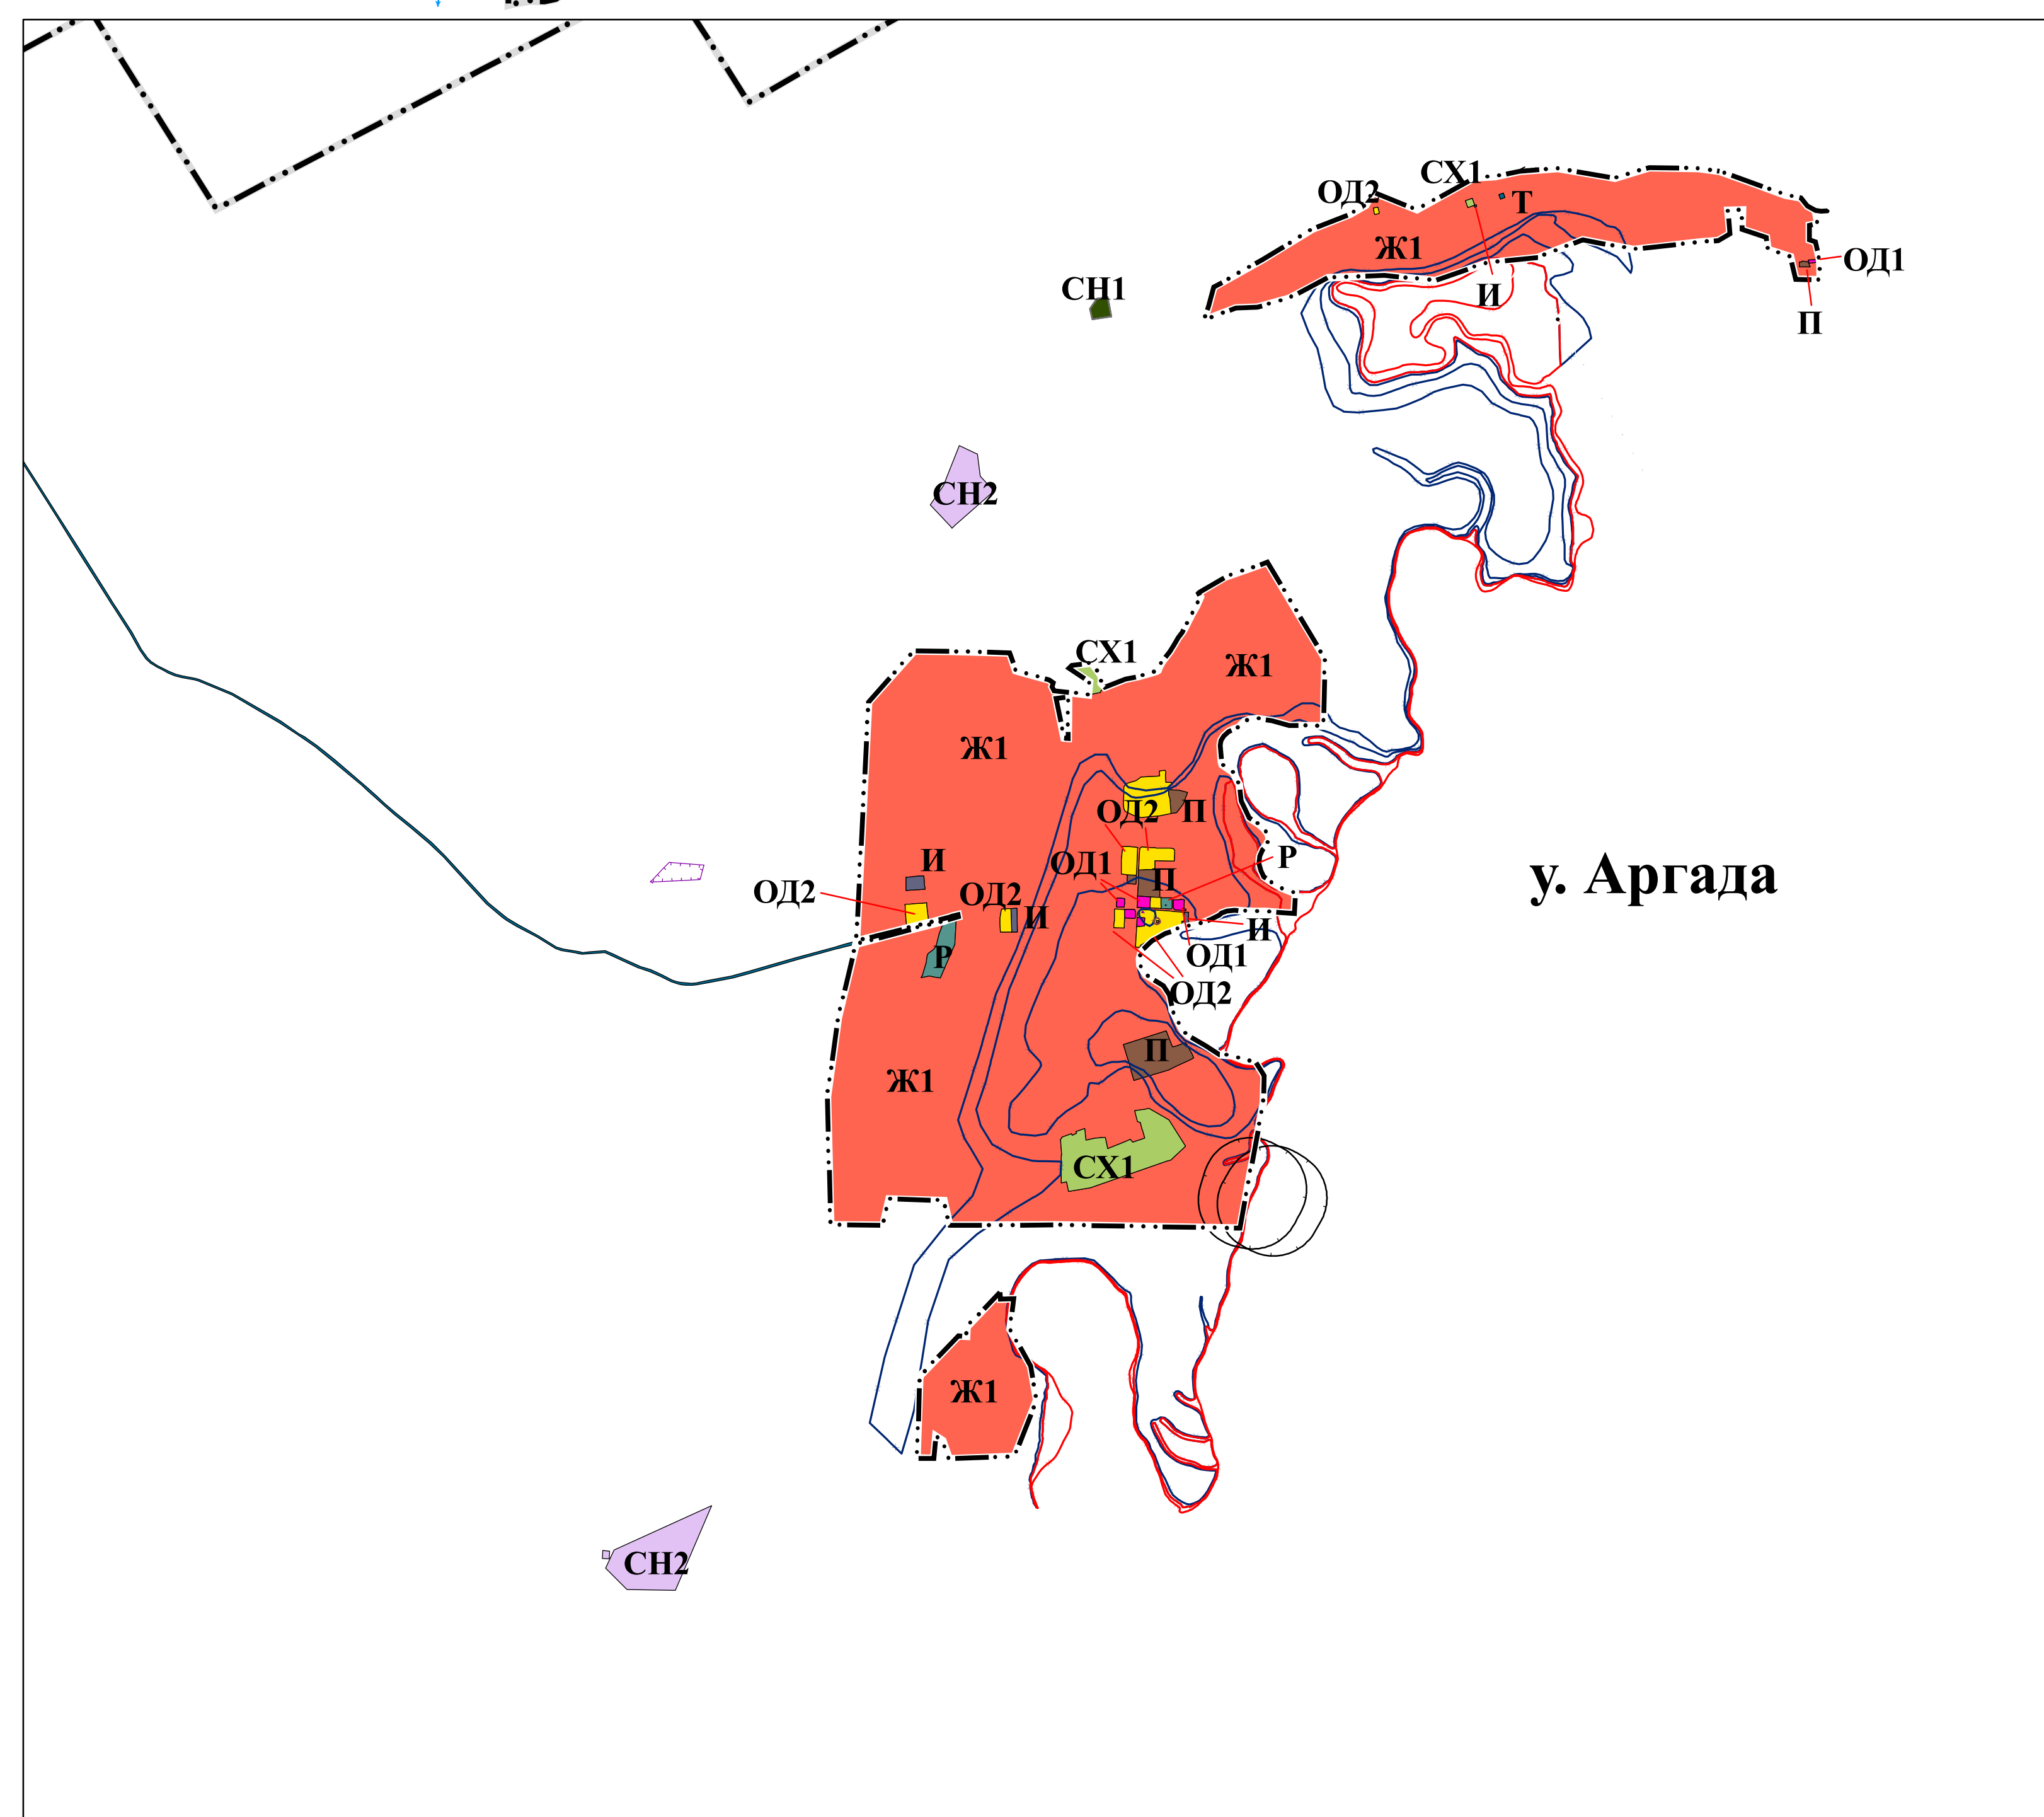 СХ1
ОД2
Т
Ж1
ОД1
СН1
И
П
СН2
СХ1
Ж1
Ж1
ОД2
П
И
ОД1
Р
П
ОД2
ОД2
И
И
Р
ОД1
ОД2
П
Ж1
СХ1
Ж1
СН2
у. Аргада